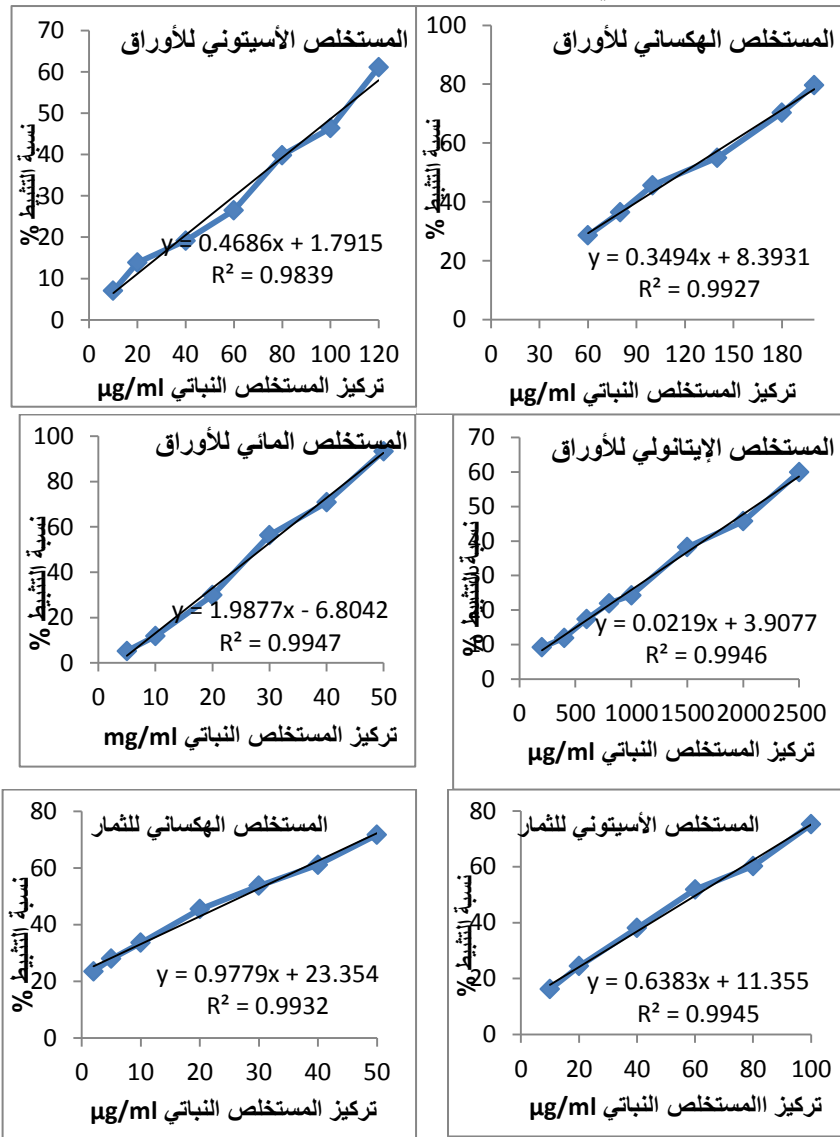 المستخلص الهكساني للأوراق
نسبة التثبيط %
100
80
60
40
20
0
y = 0.3494x + 8.3931
R² = 0.9927
30 60 90 120 150 180
تركيز المستخلص النباتي µg/ml
المستخلص الأسيتوني للأوراق
نسبة التثبيط %
70
60
50
40
30
20
10
0
y = 0.4686x + 1.7915
R² = 0.9839
0 20 40 60 80 100 120
تركيز المستخلص النباتي µg/ml
المستخلص الإيتانولي للأوراق
نسبة التثبيط %
70
60
50
40
30
20
10
0
y = 0.0219x + 3.9077
R² = 0.9946
0 500 1000 1500 2000 2500
تركيز المستخلص النباتي µg/ml
المستخلص المائي للأوراق
نسبة التثبيط %
100
80
60
40
20
0
y = 1.9877x - 6.8042
R² = 0.9947
0 10 20 30 40 50
تركيز المستخلص النباتي mg/ml
المستخلص الأسيتوني للثمار
نسبة التثبيط %
80
60
40
20
0
y = 0.6383x + 11.355
R² = 0.9945
0 20 40 60 80 100
تركيز االمستخلص النباتي µg/ml
المستخلص الهكساني للثمار
نسبة التثبيط %
80
60
40
20
0
y = 0.9779x + 23.354
R² = 0.9932
0 10 20 30 40 50
تركيز المستخلص النباتي µg/ml